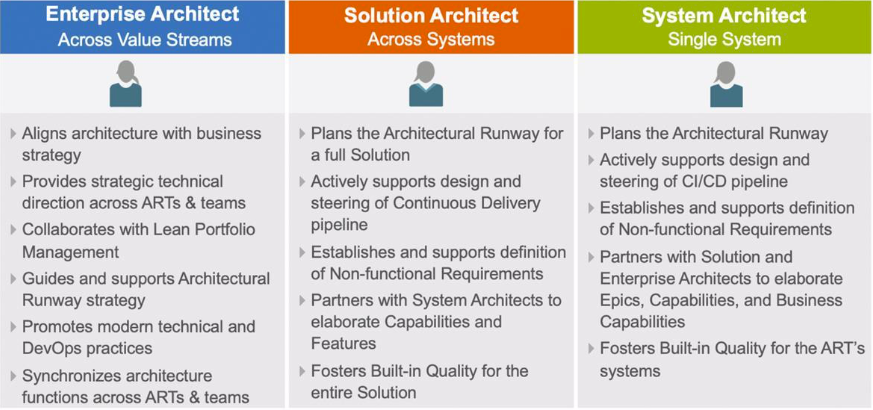 Enterprise Architect
Across Value Streams
Aligns architecture with business
strategy
Provides strategic technical
direction across ARTs & teams
Collaborates with Lean Portfolio
Management
Guides and supports Architectural
Runway strategy
Promotes modern technical and
DevOps practices
Synchronizes architecture
functions across ARTs & teams
Solution Architect
Across Systems
Plans the Architectural Runway for
a full Solution
Actively supports design and
steering of Continuous Delivery
pipeline
Establishes and supports definition
of Non-functional Requirements
Partners with System Architects to
elaborate Capabilities and
Features
Fosters Built-in Quality for the
entire Solution
System Architect
Single System
Plans the Architectural Runway
Actively supports design and
steering of CI/CD pipeline
Establishes and supports definition
of Non-functional Requirements
Partners with Solution and
Enterprise Architects to elaborate
Epics, Capabilities, and Business
Capabilities
Fosters Built-in Quality for the ART's
systems